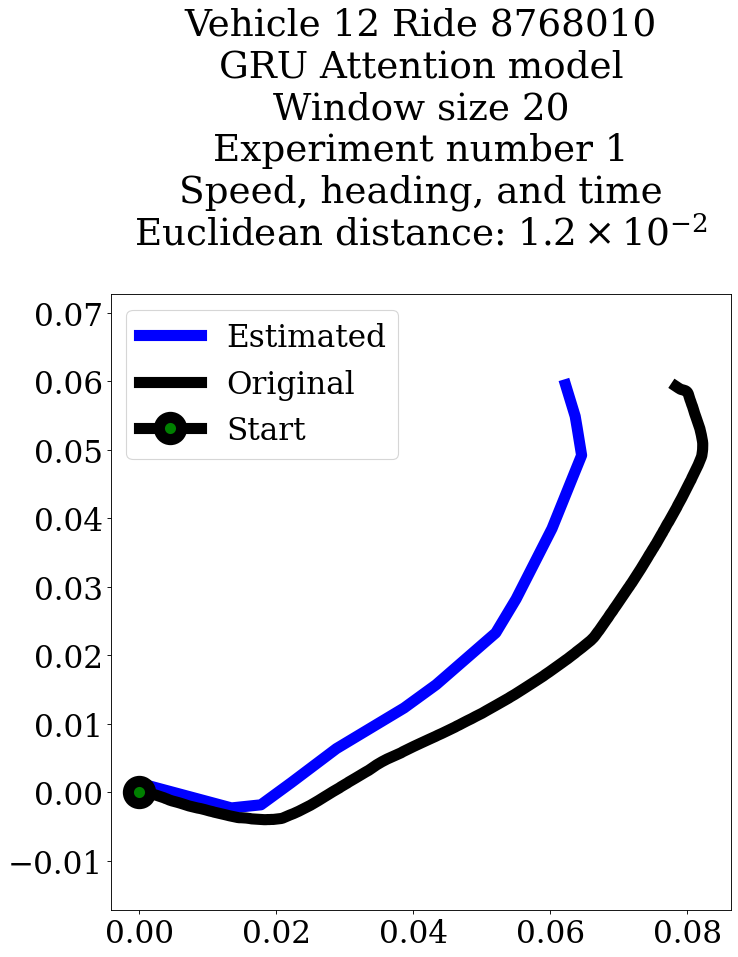 Vehicle 12 Ride 8768010
GRU Attention model
Window size 20
Experiment number 1
Speed, heading, and time
Euclidean distance: 1.2 × 10⁻²
0.07
0.06
0.05
0.04
0.03
0.02
0.01
0.00
−0.01
Estimated
Original
Start
0.00 0.02 0.04 0.06 0.08